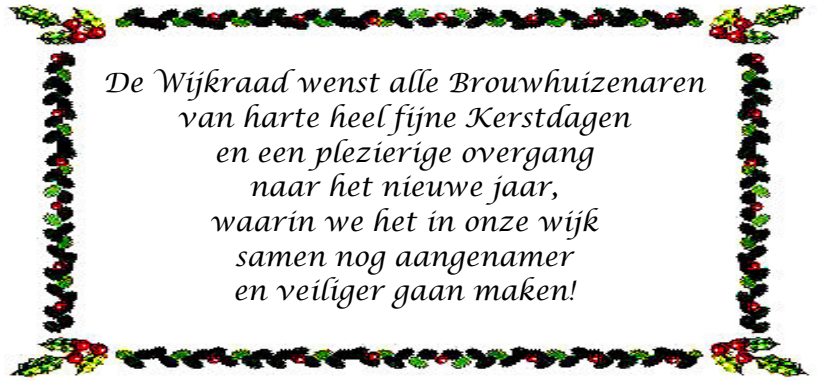 De Wijkraad wenst alle Brouwhuizenaren
van harte heel fijne Kerstdagen
en een plezierige overgang
naar het nieuwe jaar,
waarin we het in onze wijk
samen nog aangenamer
en veiliger gaan maken!